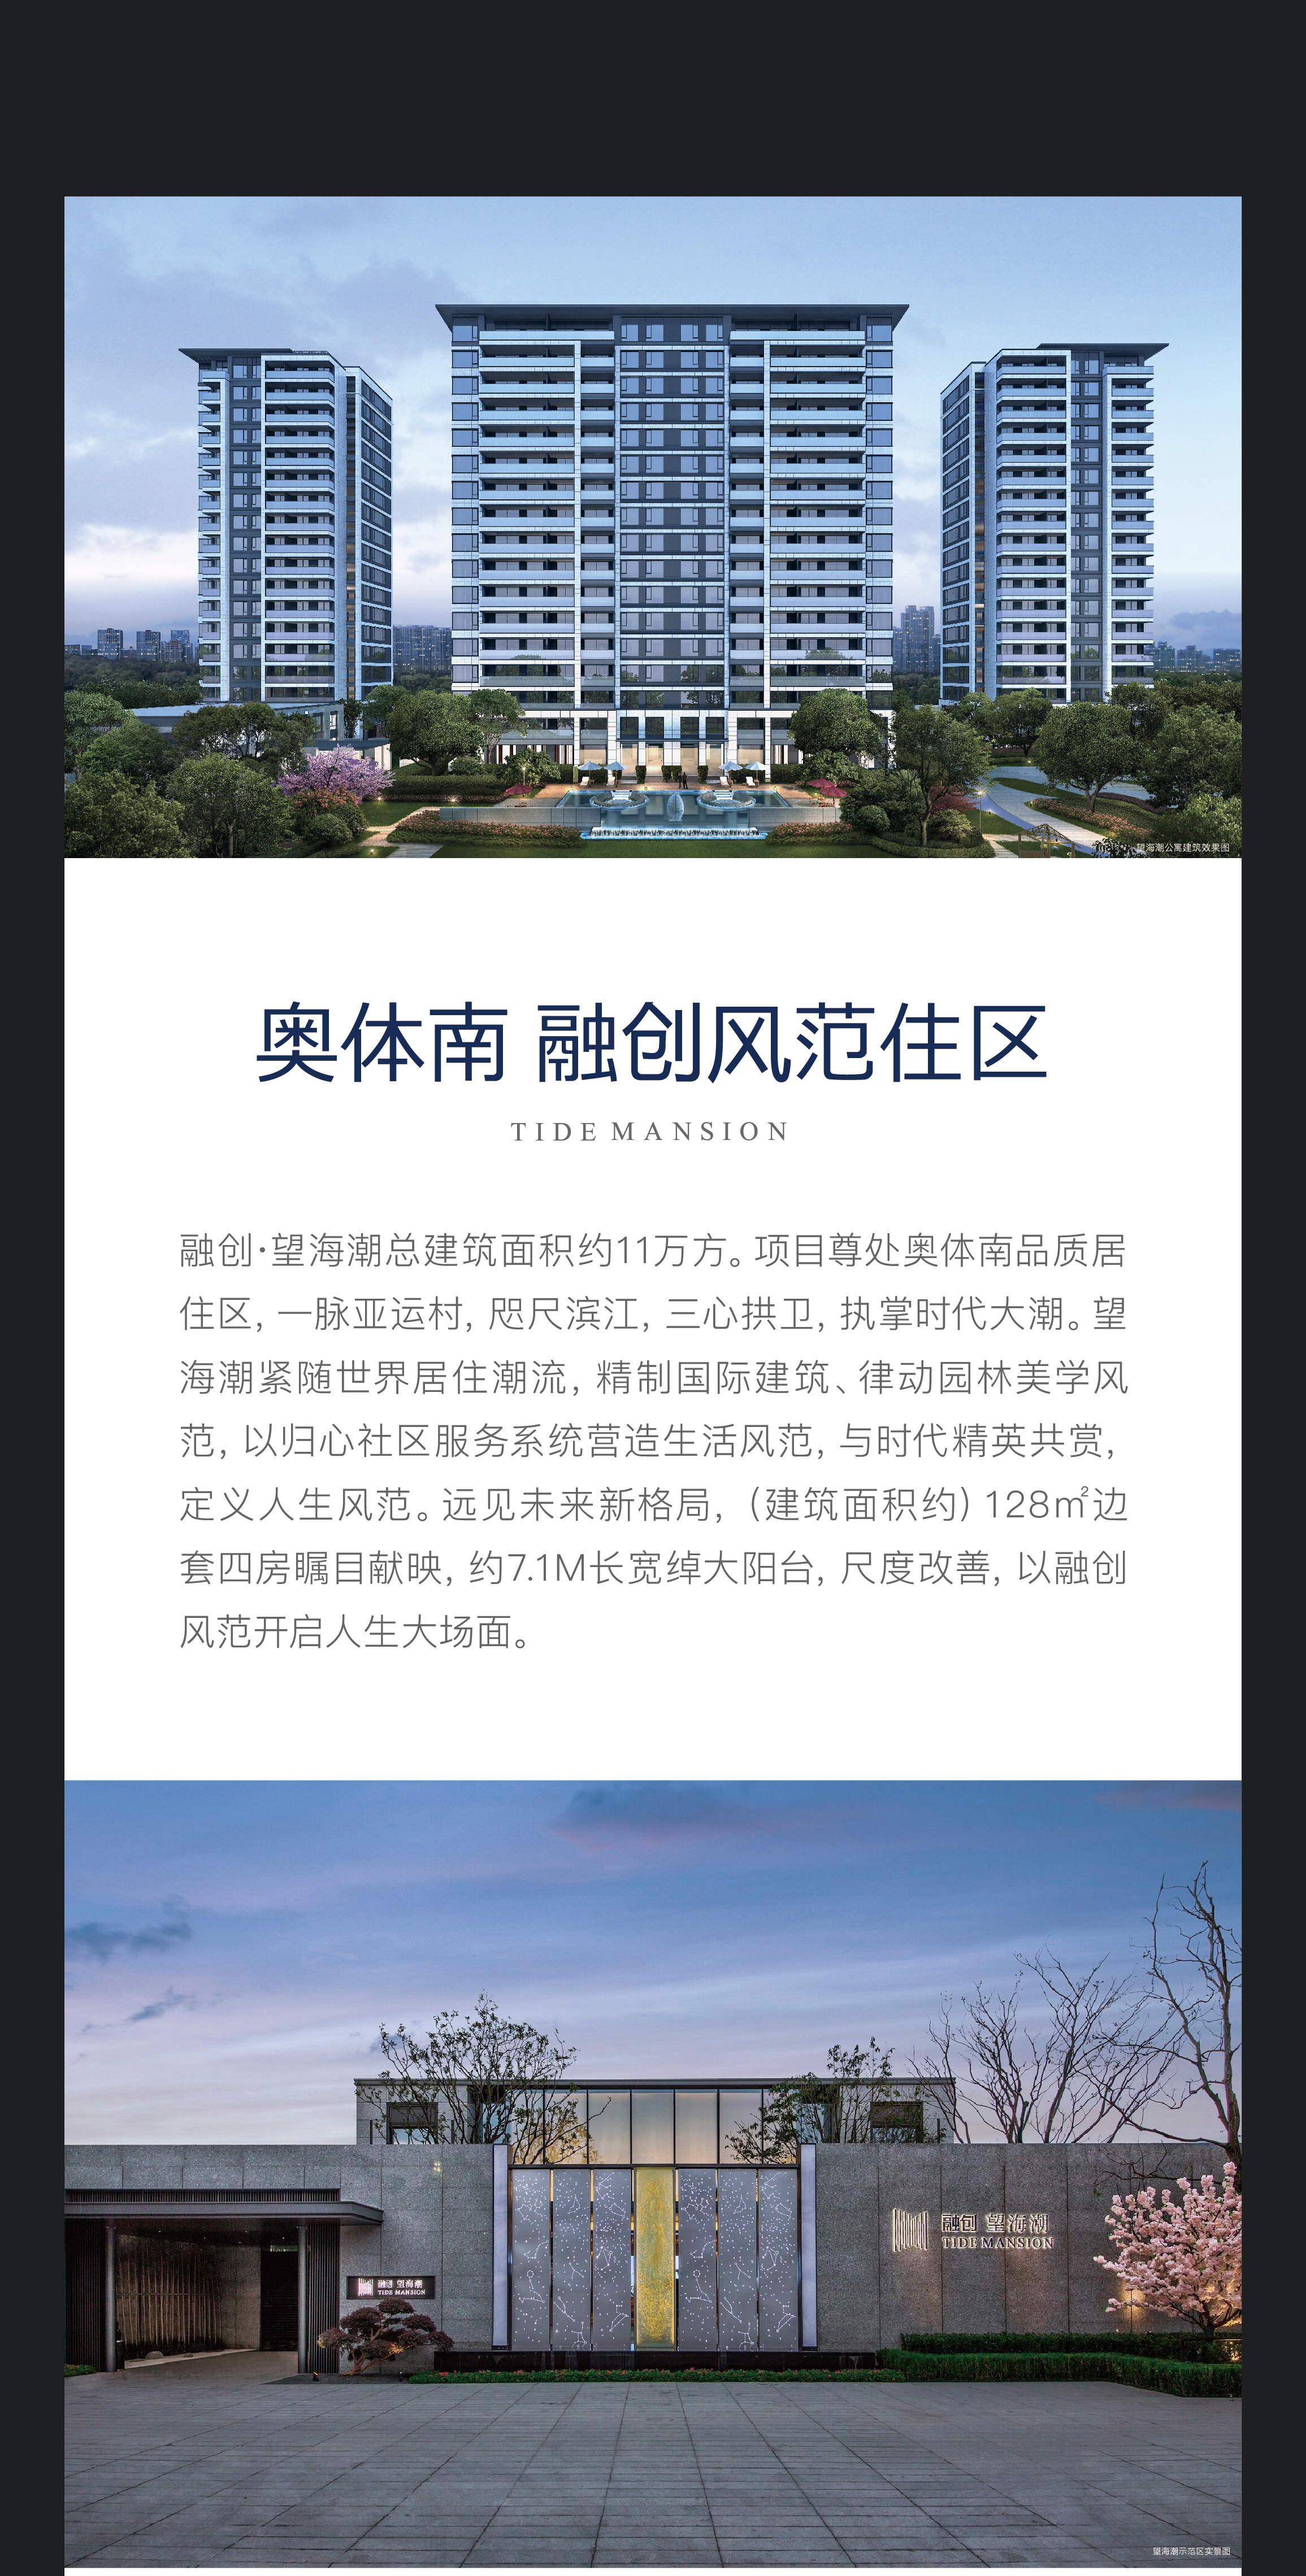 望海潮公寓建筑效果图
奥体南 融创风范住区
TIDE MANSION
融创·望海潮总建筑面积约11万方。项目尊处奥体南品质居
住区，一脉亚运村，咫尺滨江，三心拱卫，执掌时代大潮。望
海潮紧随世界居住潮流，精制国际建筑、律动园林美学风
范，以归心社区服务系统营造生活风范，与时代精英共赏，
定义人生风范。远见未来新格局，（建筑面积约）128㎡边
套四房瞩目献映，约7.1M长宽绰大阳台，尺度改善，以融创
风范开启人生大场面。
融创 望海潮
TIDE MANSION
融创 望海潮
TIDE MANSION
望海潮示范区实景图